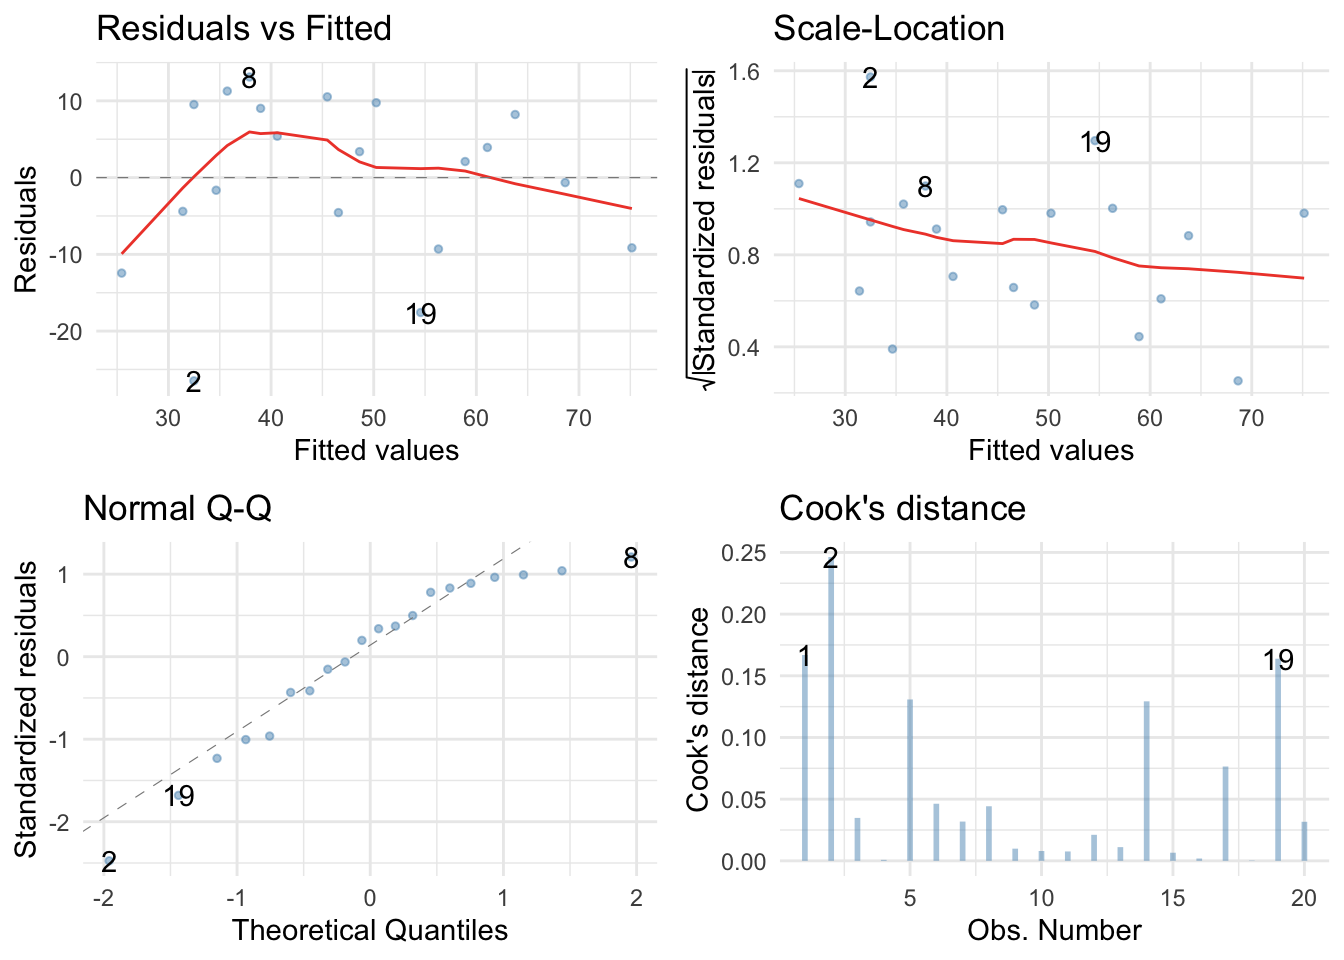 Residuals vs Fitted
8
10
0
-10
-20
19
2
30 40 50 60 70
Fitted values
Residuals
Scale-Location
1.6
1.2
0.8
0.4
2
19
8
30 40 50 60 70
Fitted values
√|Standardized residuals|
Normal Q-Q
8
1
0
-1
-2
19
2
-2 -1 0 1 2
Theoretical Quantiles
Standardized residuals
Cook's distance
0.25
0.20
0.15
0.10
0.05
0.00
2
1
19
5 10 15 20
Obs. Number
Cook's distance